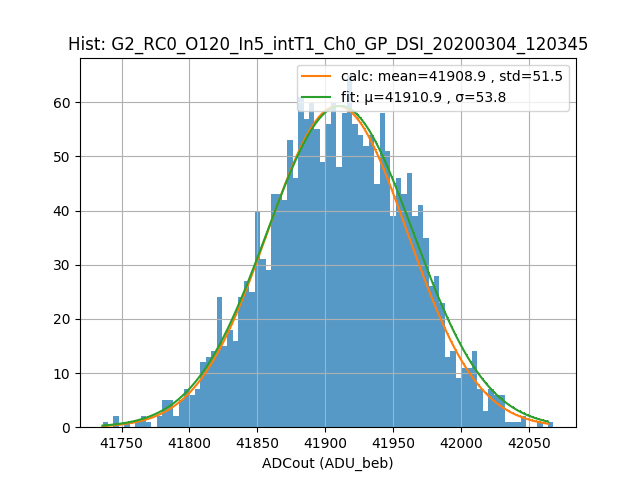 Hist: G2_RC0_O120_In5_intT1_Ch0_GP_DSI_20200304_120345
calc: mean=41908.9 , std=51.5
fit: μ=41910.9 , σ=53.8
60
50
40
30
20
10
0
41750 41800 41850 41900 41950 42000 42050
ADCout (ADU_beb)